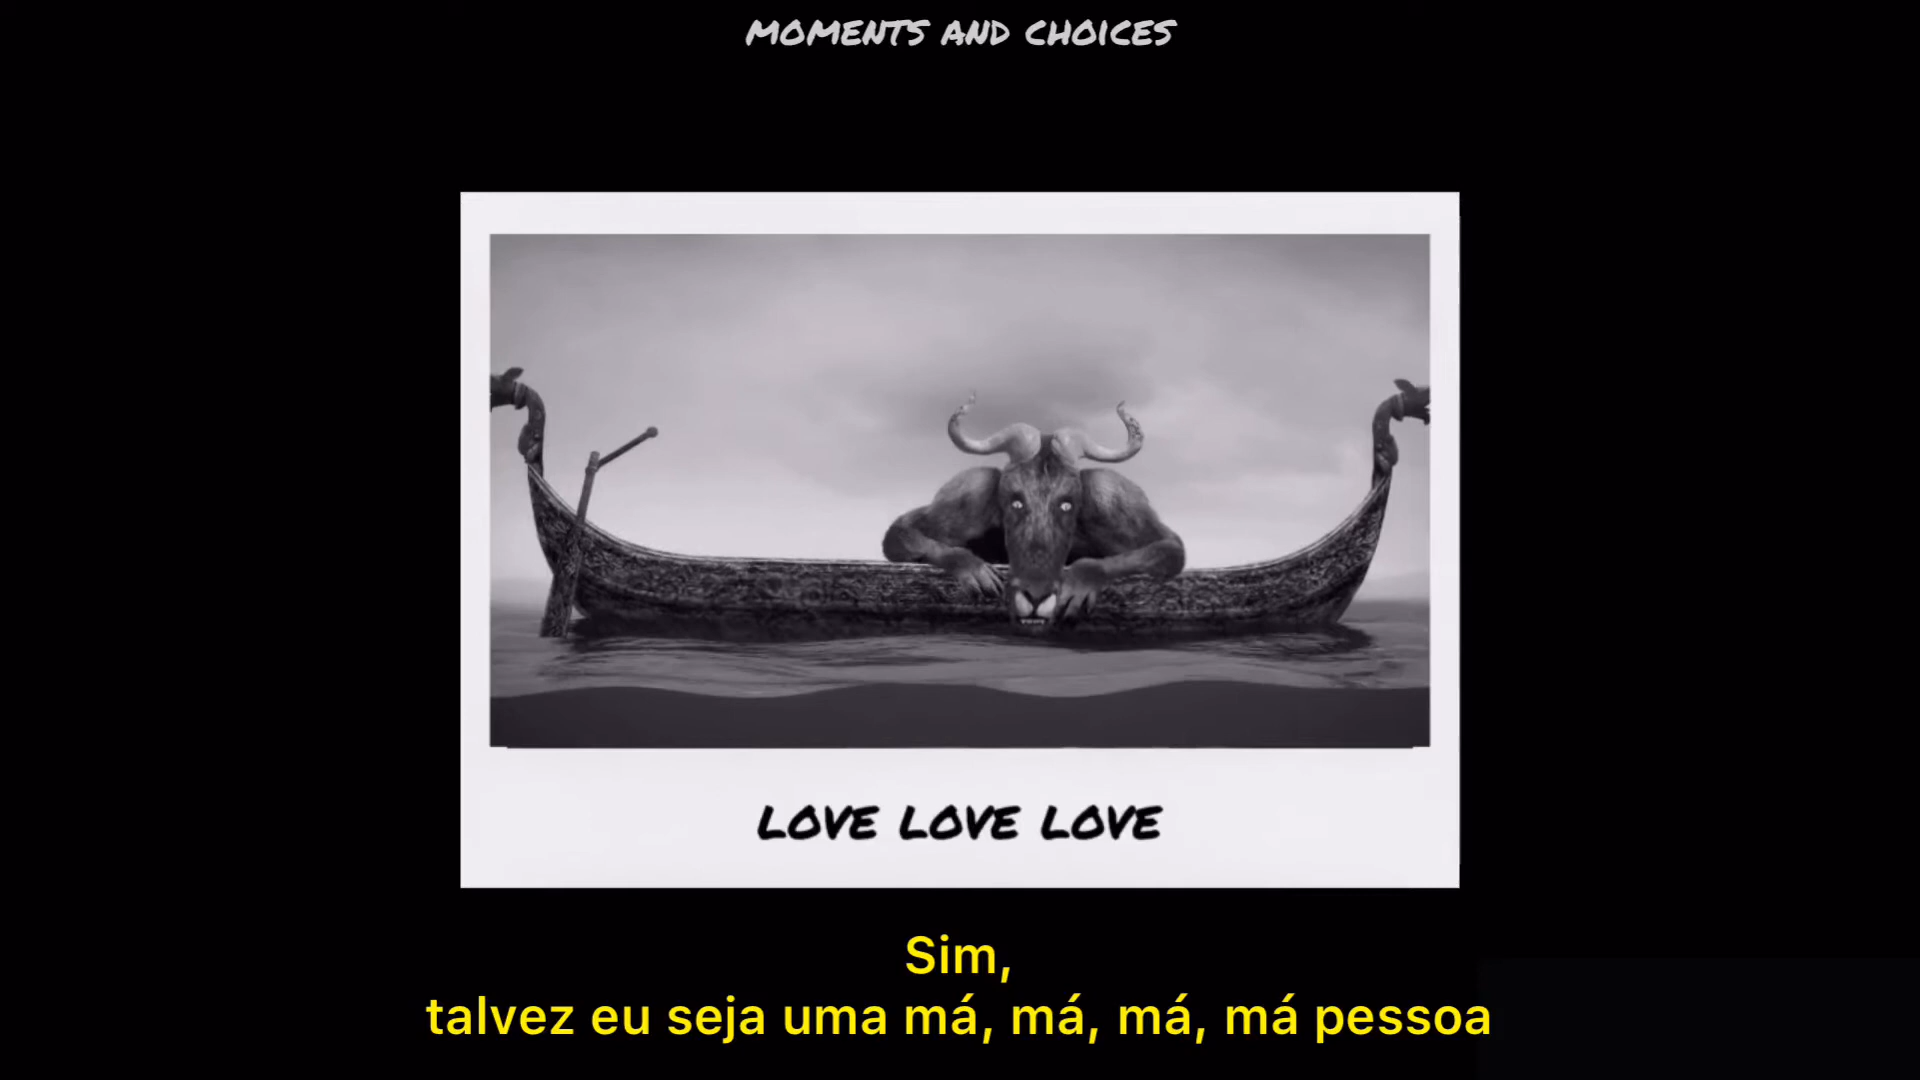 MOMENTS AND CHOICES
LOVE LOVE LOVE
Sim,
talvez eu seja uma má, má, má, má pessoa